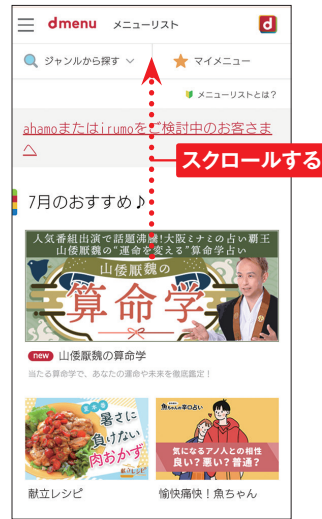 dmenu メニューリスト
d
ジャンルから探す マイメニュー
メニューリストとは?
ahamoまたはirumoをご検討中のお客さま
へ
スクロールする
7月のおすすめ♪
人気番組出演で話題沸騰!大阪ミナミの占い覇王
山倭厭魏の“運命を変える”算命学占い
山倭厭魏の
算命学
new 山倭厭魏の算命学
当たる算命学で、あなたの運命や未来を徹底鑑定!
暑さに
負けない
肉おかず
献立レシピ
魚ちゃんの辛口占い
気になるアノ人との相性
良い?悪い?普通?
献立レシピ 愉快痛快!魚ちゃん